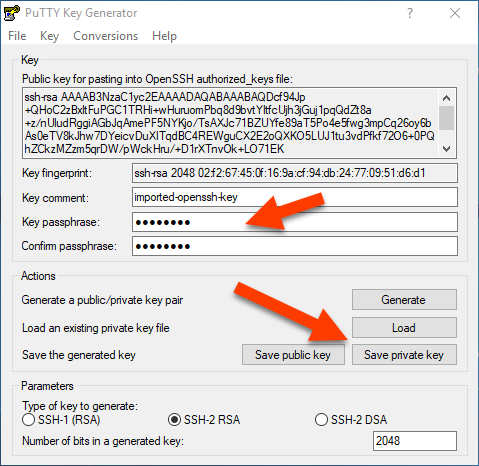 PuTTY Key Generator
File Key Conversions Help
Key
Public key for pasting into OpenSSH authorized_keys file:
ssh-rsa AAAAB3NzaC1yc2EAAAADAQABAAABAQDcf94Jp
+QHoC2zBxltFuPGC1TRHi+wHuruomPbq8d9bvtYltfcUjh3jGuj1pqQdZt8a
+z/nUludRggiAGbJqAmePF5NYKjo/TsAXJc71BZUYfe89aT5Po4e5fwg3mpCq26oy6b
As0eTV8kJhw7DYeicvDuXITqdBC4REWguCX2E2oQXKO5LUJ1tu3vdPfkf72O6+0PQ
hZCkzMZzm5qrDW/pWckHru/+D1rXTnvOk+LO71EK
Key fingerprint: ssh-rsa 2048 02:f2:67:45:0f:16:9a:cf:94:db:24:77:09:51:d6:d1
Key comment: imported-openssh-key
Key passphrase: ●●●●●●●●
Confirm passphrase: ●●●●●●●●
Actions
Generate a public/private key pair Generate
Load an existing private key file Load
Save the generated key Save public key Save private key
Parameters
Type of key to generate:
SSH-1 (RSA) SSH-2 RSA SSH-2 DSA
Number of bits in a generated key: 2048